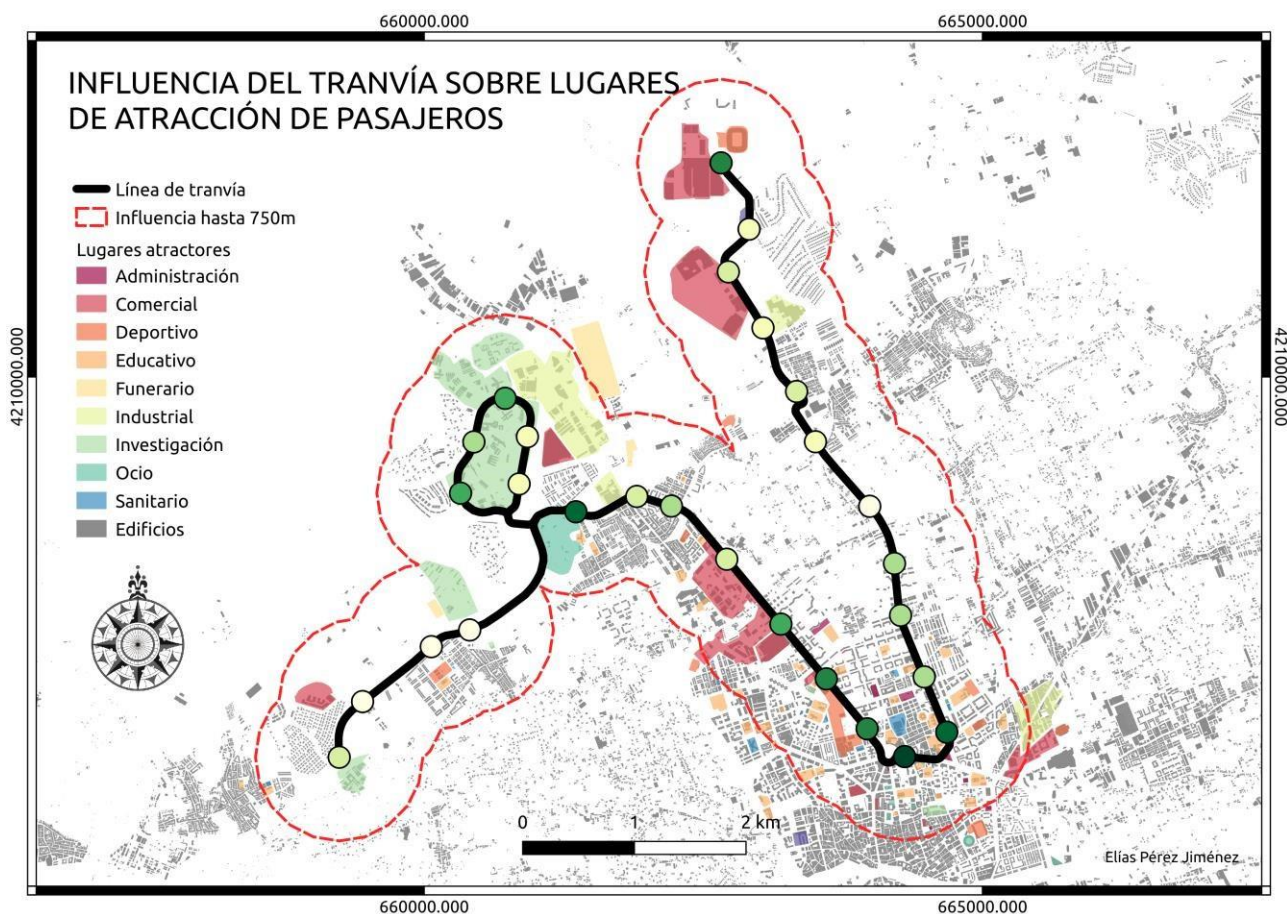 660000.000
665000.000
INFLUENCIA DEL TRANVÍA SOBRE LUGARES
DE ATRACCIÓN DE PASAJEROS
Línea de tranvía
Influencia hasta 750m
Lugares atractores
Administración
Comercial
Deportivo
Educativo
Funerario
Industrial
Investigación
Ocio
Sanitario
Edificios
4210000.000
4210000.000
0
1
2 km
Elías Pérez Jiménez
660000.000
665000.000